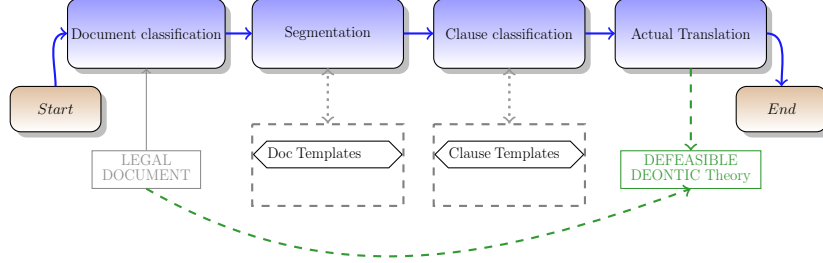 Document classification
Segmentation
Clause classification
Actual Translation
Start
End
Doc Templates
Clause Templates
LEGAL
DOCUMENT
DEFEASIBLE
DEONTIC Theory